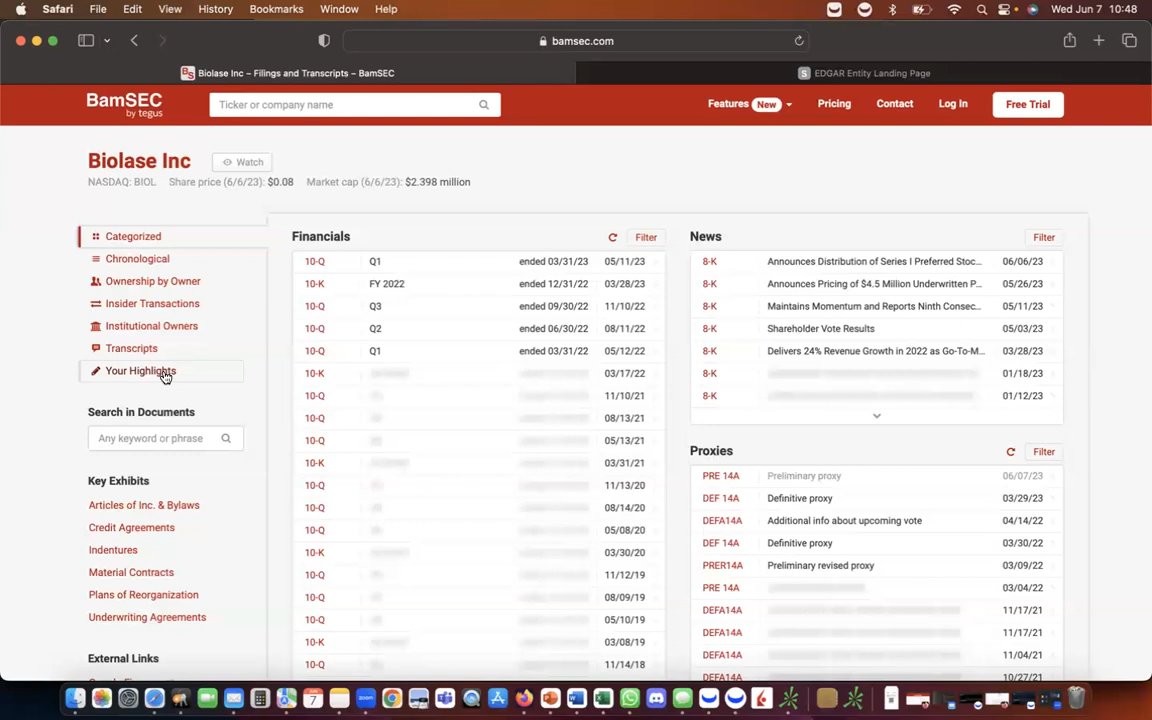 Safari File Edit View History Bookmarks Window Help Wed Jun 7 10:48
bamsec.com
Biolase Inc – Filings and Transcripts – BamSEC
S EDGAR Entity Landing Page
BamSEC
by tegus
Ticker or company name
Features New Pricing Contact Log In Free Trial
Biolase Inc
Watch
NASDAQ: BIOL Share price (6/6/23): $0.08 Market cap (6/6/23): $2.398 million
Categorized
Chronological
Ownership by Owner
Insider Transactions
Institutional Owners
Transcripts
Your Highlights
Search in Documents
Any keyword or phrase
Key Exhibits
Articles of Inc. & Bylaws
Credit Agreements
Indentures
Material Contracts
Plans of Reorganization
Underwriting Agreements
External Links
Financials
Filter
10-Q Q1 ended 03/31/23 05/11/23
10-K FY 2022 ended 12/31/22 03/28/23
10-Q Q3 ended 09/30/22 11/10/22
10-Q Q2 ended 06/30/22 08/11/22
10-Q Q1 ended 03/31/22 05/12/22
10-K 03/17/22
10-Q 11/10/21
10-Q 08/13/21
10-Q 05/13/21
10-K 03/31/21
10-Q 11/13/20
10-Q 08/14/20
10-Q 05/08/20
10-K 03/30/20
10-Q 11/12/19
10-Q 08/09/19
10-Q 05/10/19
10-K 03/08/19
10-Q 11/14/18
News
Filter
8-K Announces Distribution of Series I Preferred Stoc... 06/06/23
8-K Announces Pricing of $4.5 Million Underwritten P... 05/26/23
8-K Maintains Momentum and Reports Ninth Consec... 05/11/23
8-K Shareholder Vote Results 05/03/23
8-K Delivers 24% Revenue Growth in 2022 as Go-To-M... 03/28/23
8-K 01/18/23
8-K 01/12/23
Proxies
Filter
PRE 14A Preliminary proxy 06/07/23
DEF 14A Definitive proxy 03/29/23
DEFA14A Additional info about upcoming vote 04/14/22
DEF 14A Definitive proxy 03/30/22
PRER14A Preliminary revised proxy 03/09/22
PRE 14A 03/04/22
DEFA14A 11/17/21
DEFA14A 11/17/21
DEFA14A 11/04/21
DEFA14A 10/27/21